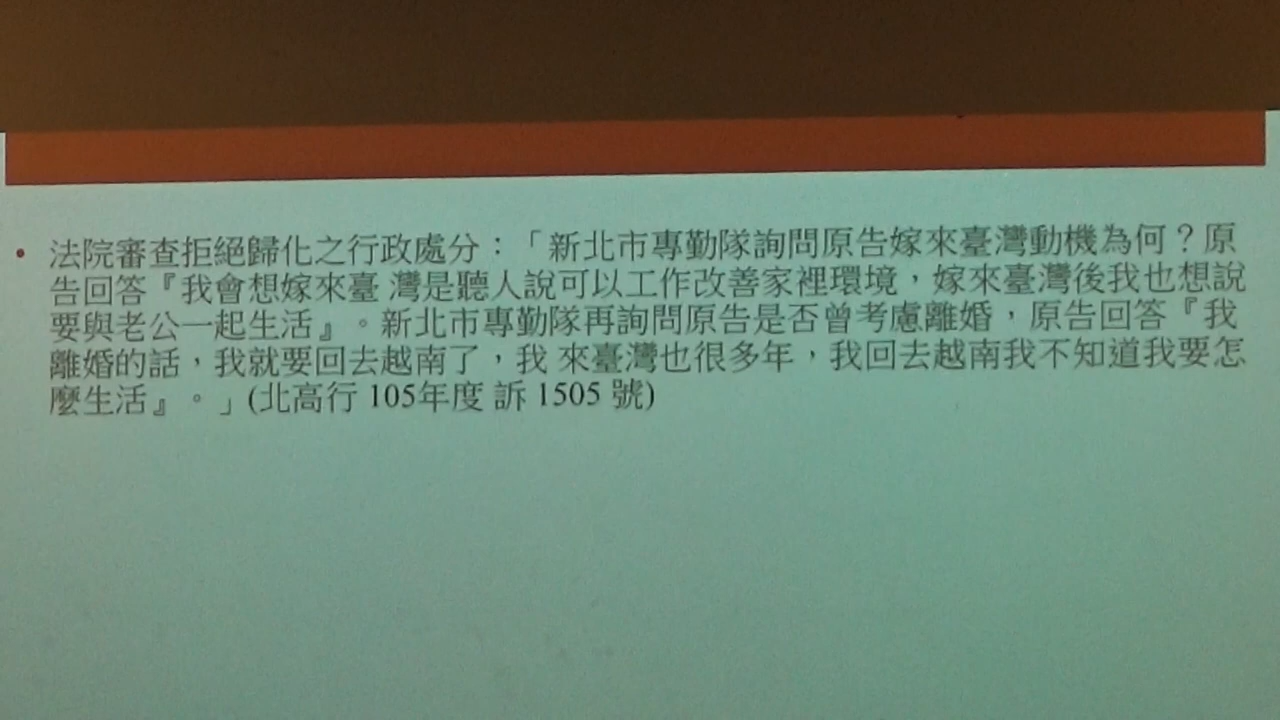 • 法院審查拒絕歸化之行政處分：「新北市專勤隊詢問原告嫁來臺灣動機為何？原
告回答『我會想嫁來臺 灣是聽人說可以工作改善家裡環境，嫁來臺灣後我也想說
要與老公一起生活』。新北市專勤隊再詢問原告是否曾考慮離婚，原告回答『我
離婚的話，我就要回去越南了，我 來臺灣也很多年，我回去越南我不知道我要怎
麼生活』。」(北高行 105年度 訴 1505 號)